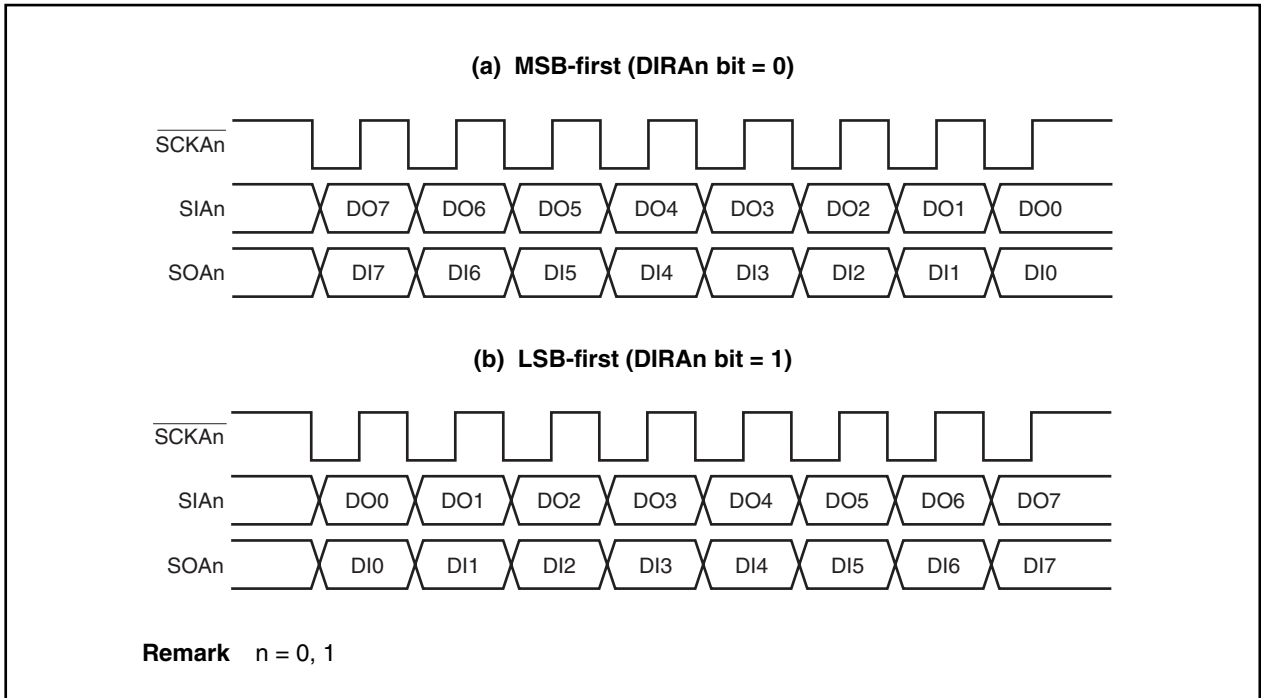 (a) MSB-first (DIRAn bit = 0)
SCKAn
SIAn DO7 DO6 DO5 DO4 DO3 DO2 DO1 DO0
SOAn DI7 DI6 DI5 DI4 DI3 DI2 DI1 DI0
(b) LSB-first (DIRAn bit = 1)
SCKAn
SIAn DO0 DO1 DO2 DO3 DO4 DO5 DO6 DO7
SOAn DI0 DI1 DI2 DI3 DI4 DI5 DI6 DI7
Remark n = 0, 1